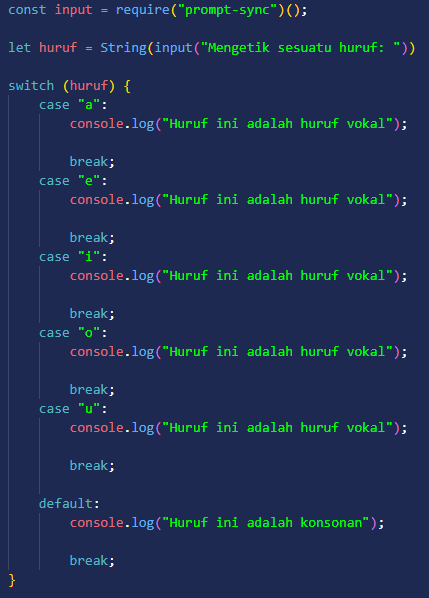 const input = require("prompt-sync")();
let huruf = String(input("Mengetik sesuatu huruf: "))
switch (huruf) {
case "a":
console.log("Huruf ini adalah huruf vokal");
break;
case "e":
console.log("Huruf ini adalah huruf vokal");
break;
case "i":
console.log("Huruf ini adalah huruf vokal");
break;
case "o":
console.log("Huruf ini adalah huruf vokal");
break;
case "u":
console.log("Huruf ini adalah huruf vokal");
break;
default:
console.log("Huruf ini adalah konsonan");
break;
}